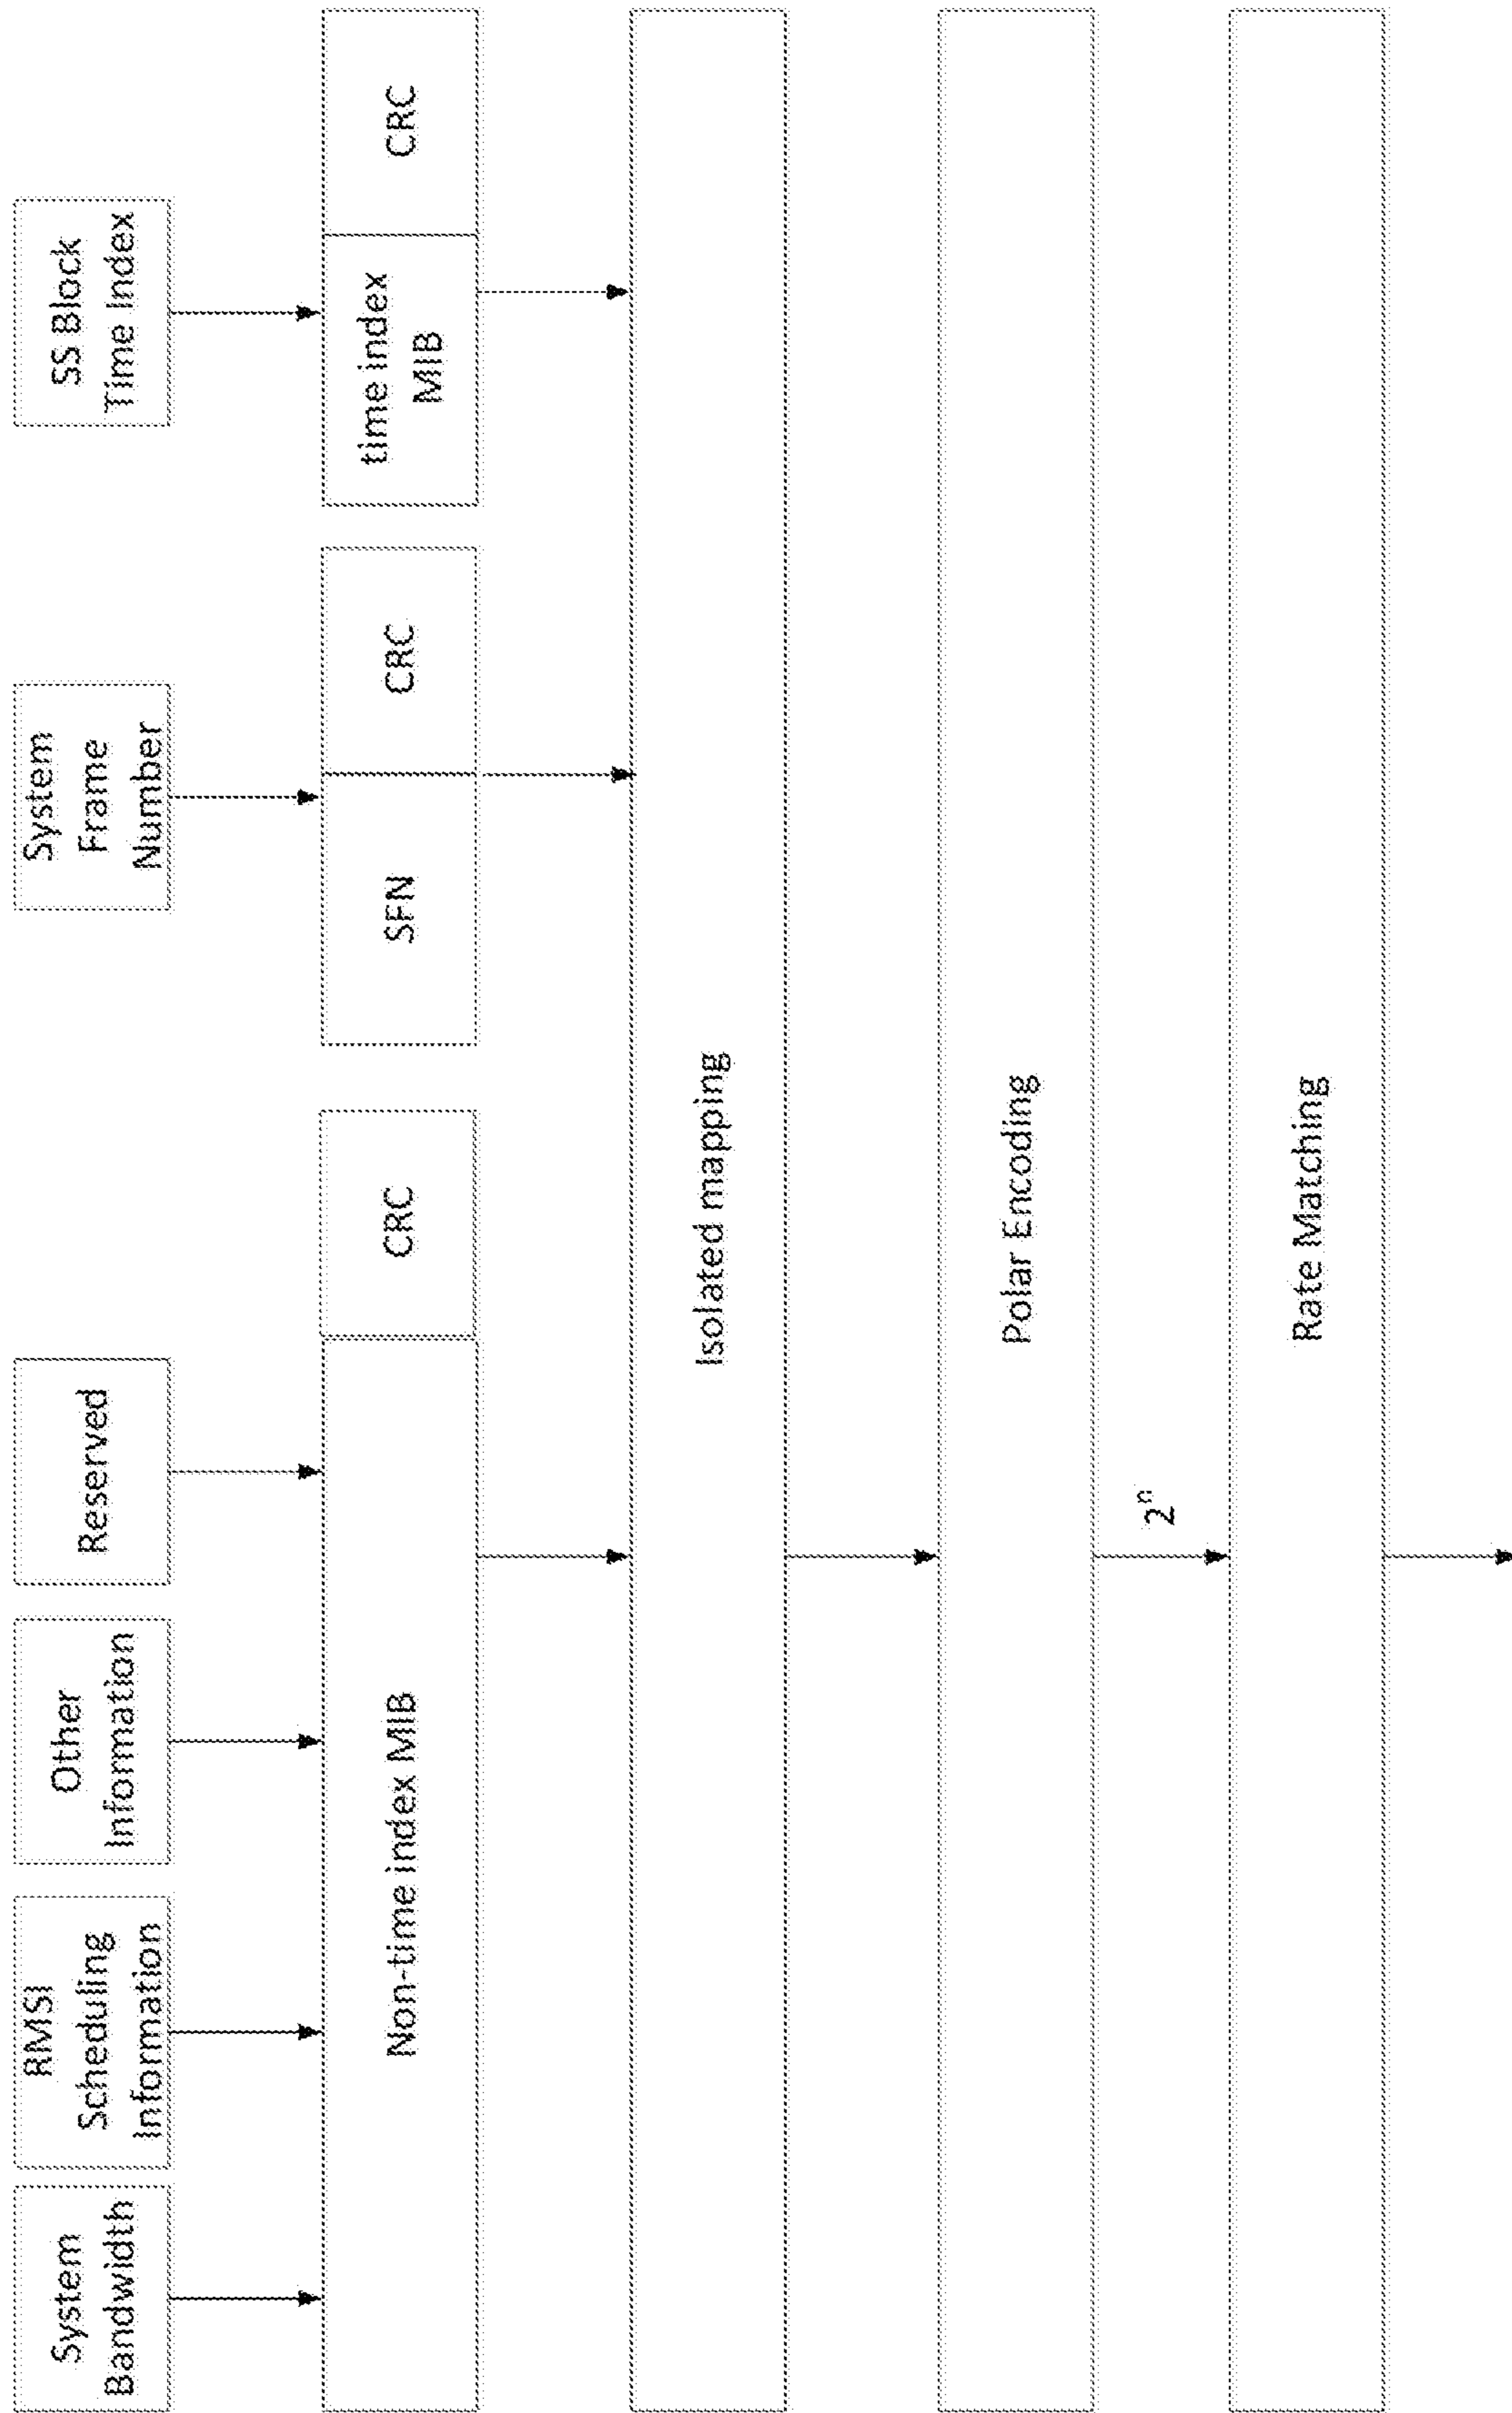 System
Bandwidth
RMSI
Scheduling
Information
Other
Information
Reserved
System
Frame
Number
SS Block
Time Index
Non-time index MIB
CRC
SFN
CRC
time index
MIB
CRC
Isolated mapping
Polar Encoding
2ⁿ
Rate Matching